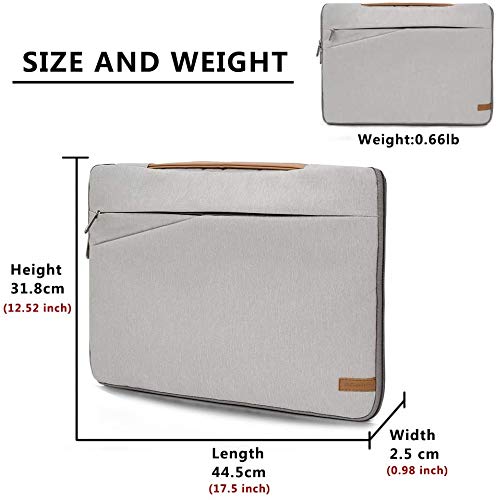 SIZE AND WEIGHT
Weight:0.66lb
Height
31.8cm
(12.52 inch)
Length
44.5cm
(17.5 inch)
Width
2.5 cm
(0.98 inch)